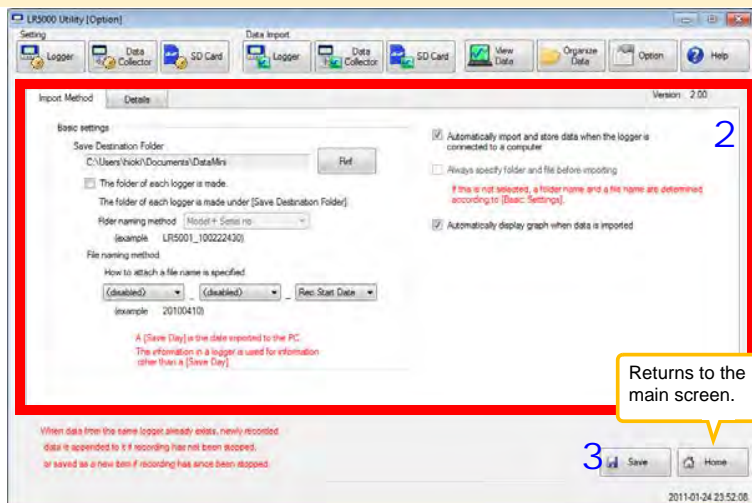 LR5000 Utility [Option]
Setting
Data Import
Logger
Data Collector
SD Card
Logger
Data Collector
SD Card
View Data
Organize Data
Option
Help
Import Method
Details
Version 2.00
Basic settings
Save Destination Folder
C:\Users\hioki\Documents\DataMini
Ref
The folder of each logger is made.
The folder of each logger is made under [Save Destination Folder]
Flder naming method
Model + Serial no
(example LR5001_100222430)
File naming method
How to attach a file name is specified
(disabled) _ (disabled) _ Rec Start Date
(example 20100410)
A [Save Day] is the date exported to the PC.
The information in a logger is used for information
other than a [Save Day]
2
Automatically import and store data when the logger is
connected to a computer
Always specify folder and file before importing
If this is not selected, a folder name and a file name are determined
according to [Basic Settings].
Automatically display graph when data is imported
Returns to the
main screen.
When data from the same logger already exists, newly recorded
data is appended to it if recording has not been stopped,
or saved as a new item if recording has since been stopped.
3
Save
Home
2011-01-24 23:52:08